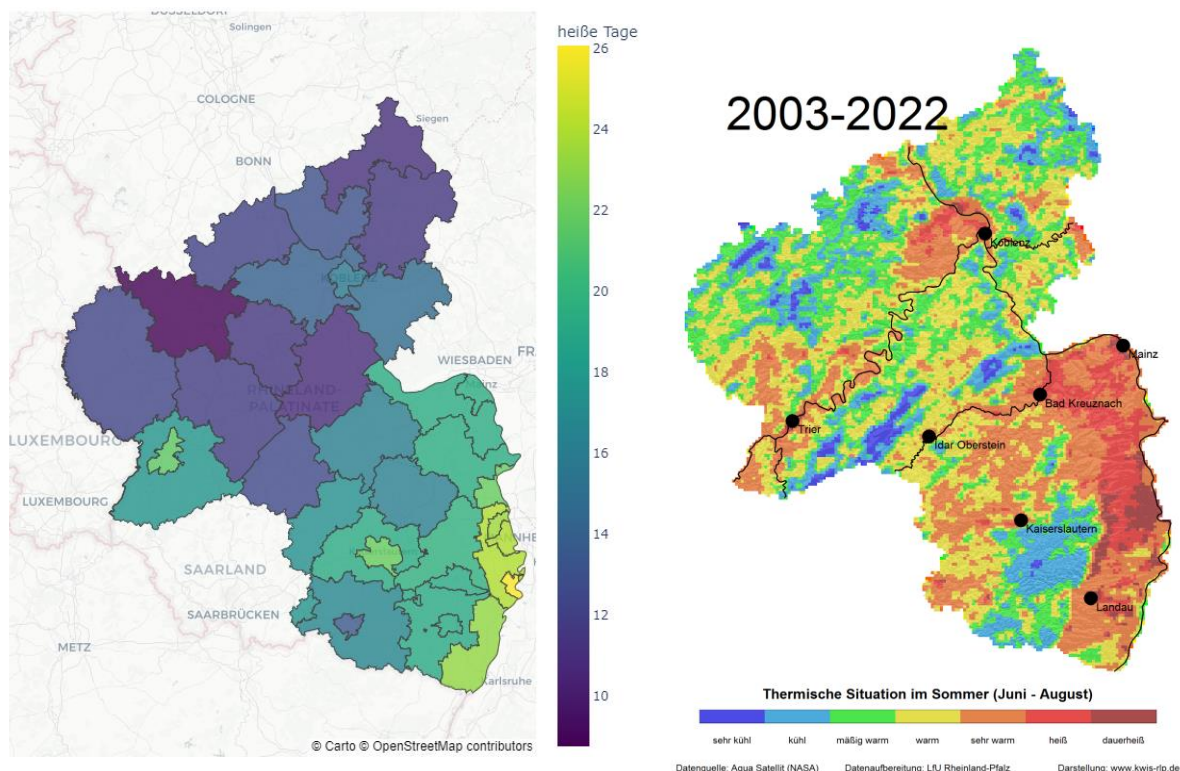 DÜSSELDORF
Solingen
COLOGNE
Siegen
BONN
KOBLENZ
WIESBADEN
FRA
Mainz
RHINELAND-
PALATINATE
LUXEMBOURG
LUXEMBOURG
SAARLAND
SAARBRÜCKEN
METZ
Karlsruhe
© Carto © OpenStreetMap contributors
heiße Tage
26
24
22
20
18
16
14
12
10
2003-2022
Koblenz
Mainz
Bad Kreuznach
Trier
Idar Oberstein
Kaiserslautern
Landau
Thermische Situation im Sommer (Juni - August)
sehr kühl kühl mäßig warm warm sehr warm heiß dauerheiß
Datenquelle: Aqua Satellit (NASA) Datenaufbereitung: LfU Rheinland-Pfalz Darstellung: www.kwis-rlp.de